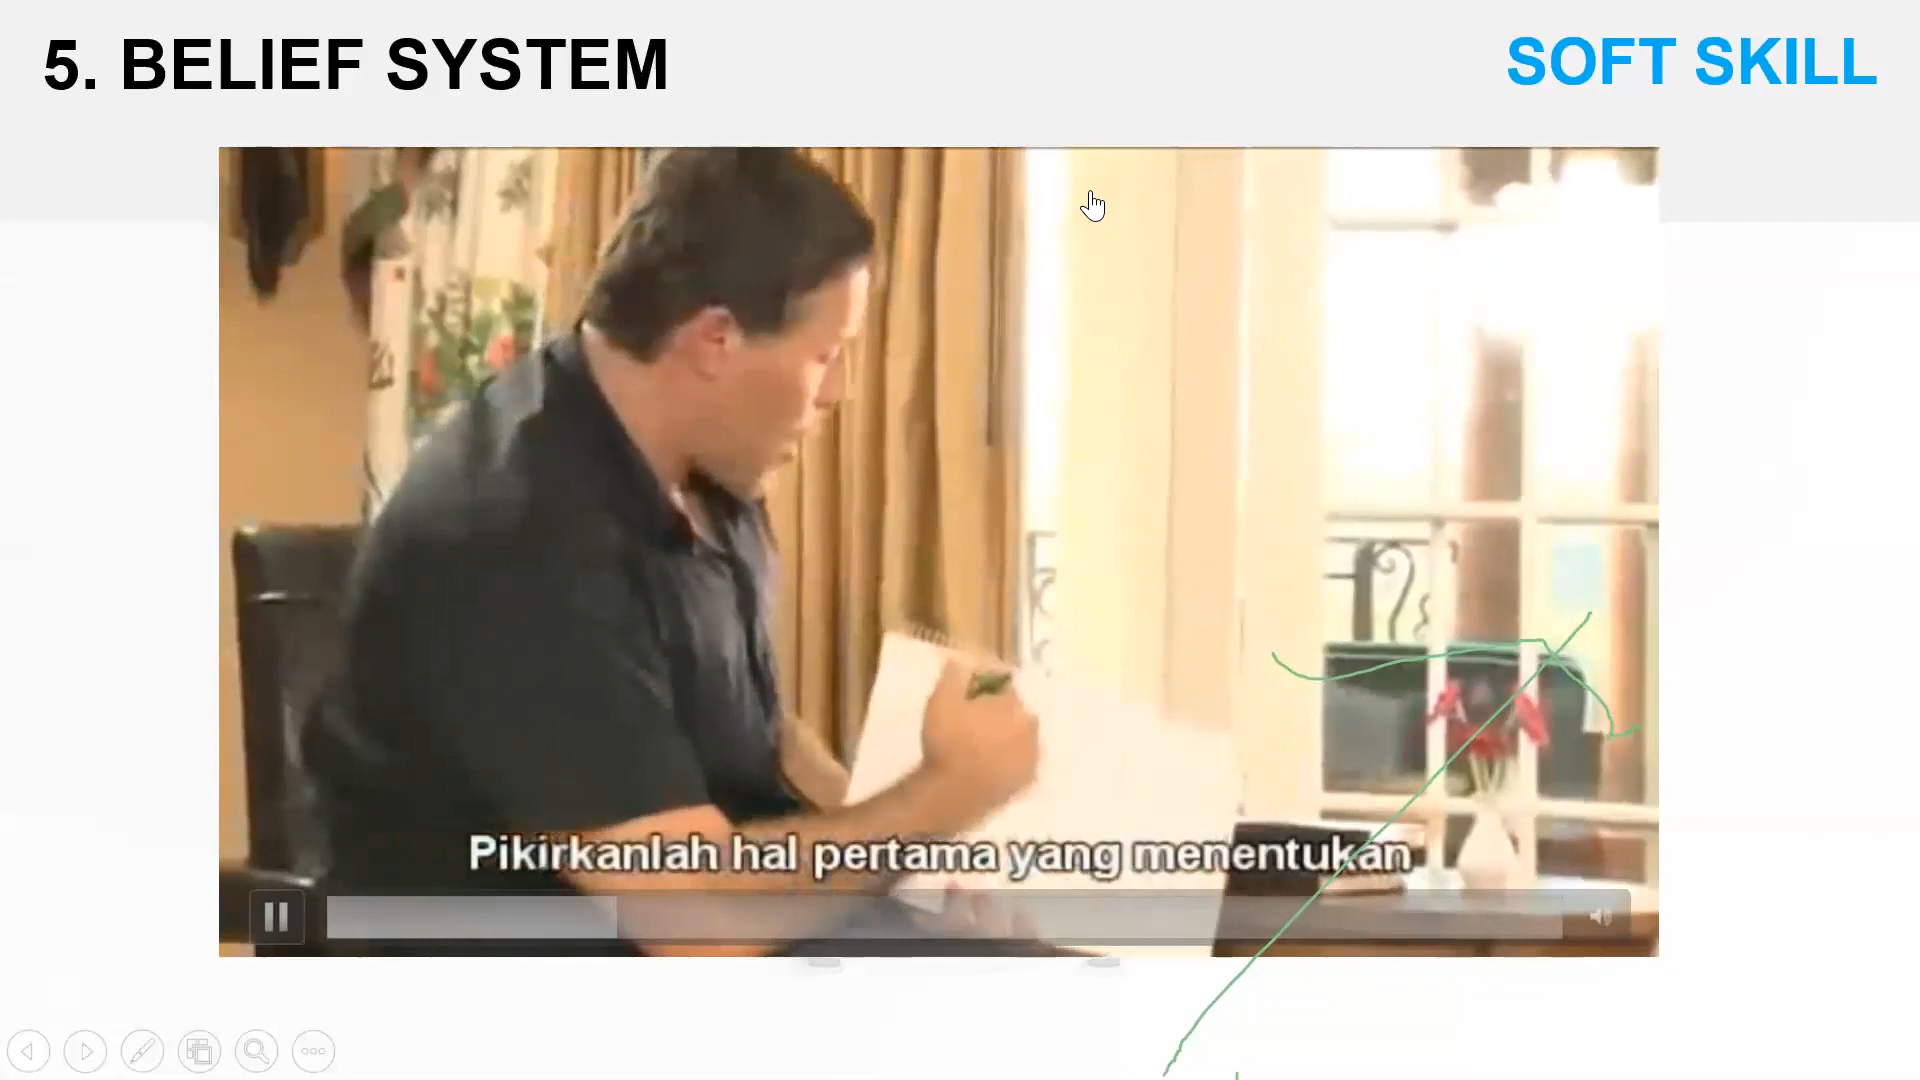 5. BELIEF SYSTEM
SOFT SKILL
Pikirkanlah hal pertama yang menentukan